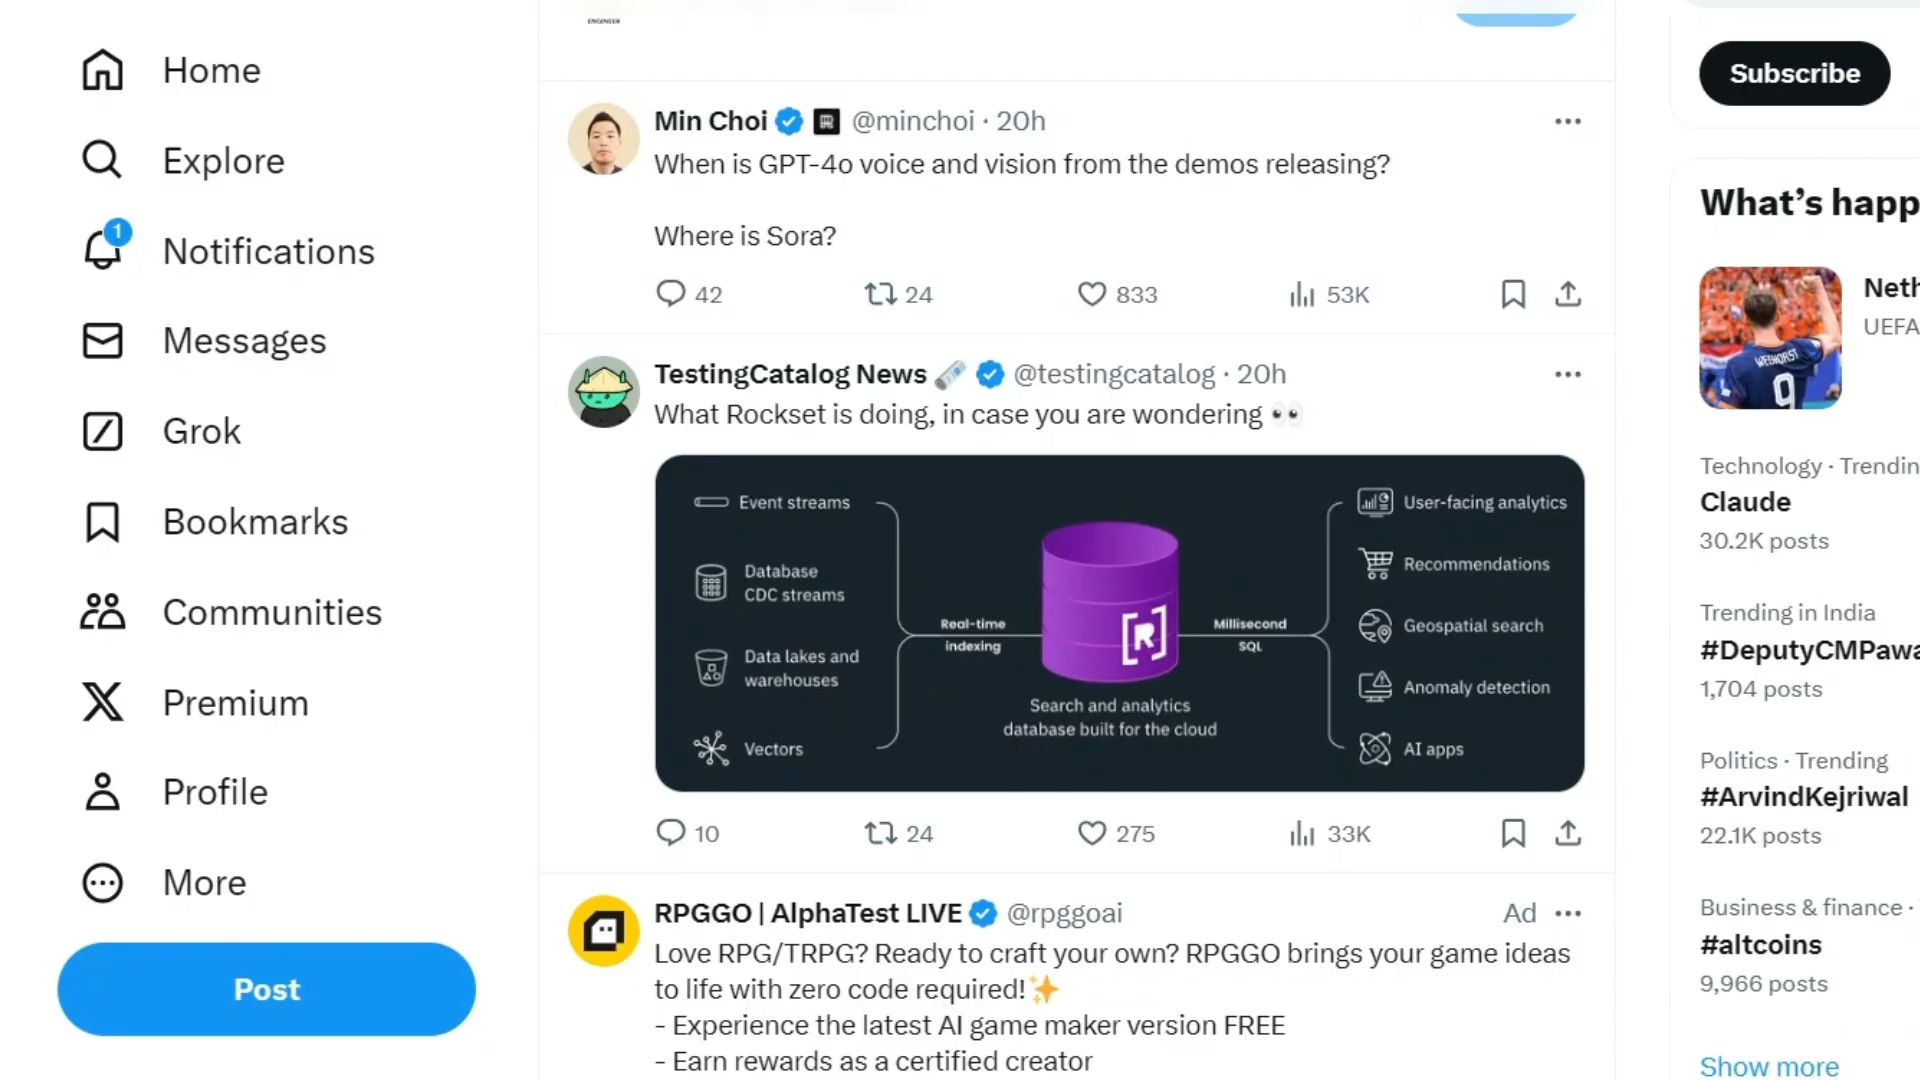 Home
Explore
1
Notifications
Messages
Grok
Bookmarks
Communities
Premium
Profile
More
Post
ENGINEER
Min Choi @minchoi · 20h
When is GPT-4o voice and vision from the demos releasing?
Where is Sora?
42 24 833 53K
TestingCatalog News 🗞️ @testingcatalog · 20h
What Rockset is doing, in case you are wondering 👀
Event streams
Database
CDC streams
Data lakes and
warehouses
Vectors
Real-time
indexing
[R]
Search and analytics
database built for the cloud
Millisecond
SQL
User-facing analytics
Recommendations
Geospatial search
Anomaly detection
AI apps
10 24 275 33K
RPGGO | AlphaTest LIVE @rpggoai Ad
Love RPG/TRPG? Ready to craft your own? RPGGO brings your game ideas
to life with zero code required!✨
- Experience the latest AI game maker version FREE
- Earn rewards as a certified creator
Subscribe
What’s happ
Neth
UEFA
WEGHORST
9
Technology · Trendin
Claude
30.2K posts
Trending in India
#DeputyCMPawa
1,704 posts
Politics · Trending
#ArvindKejriwal
22.1K posts
Business & finance ·
#altcoins
9,966 posts
Show more